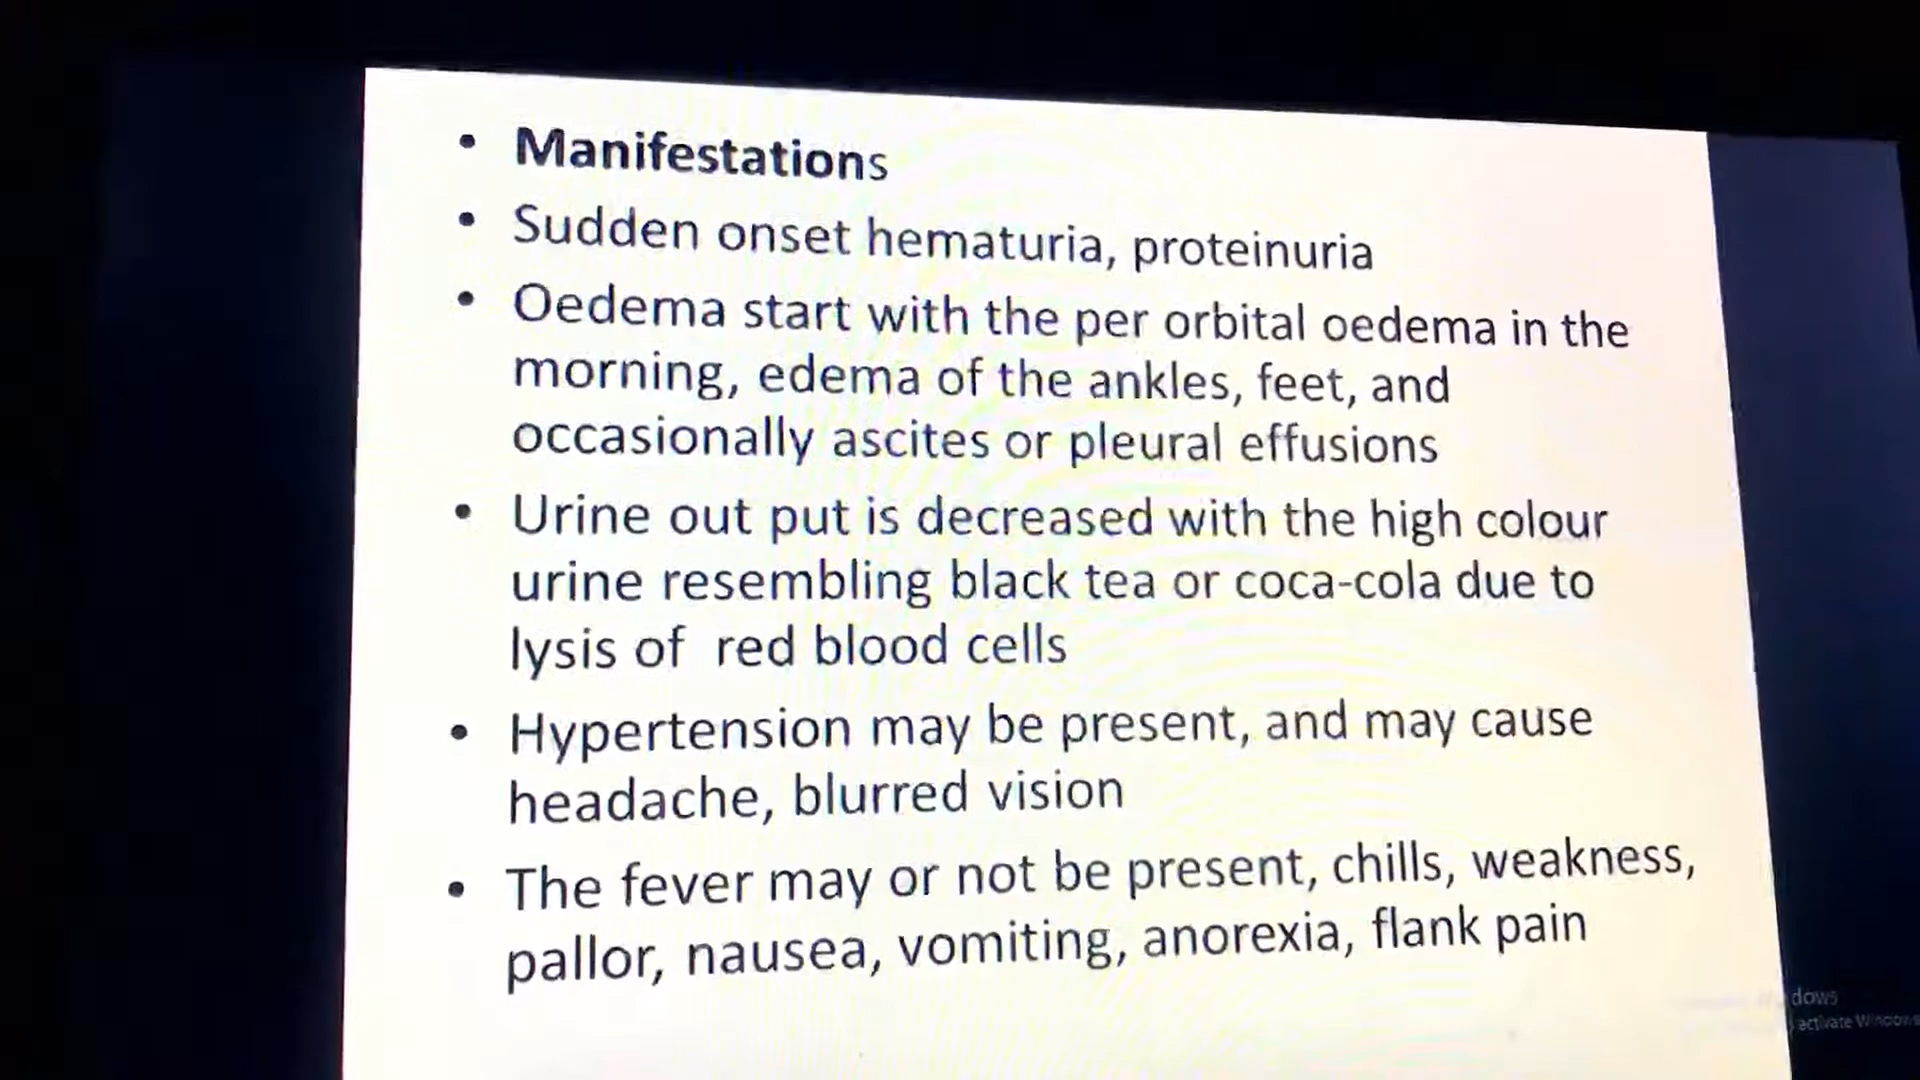 • Manifestations
• Sudden onset hematuria, proteinuria
• Oedema start with the per orbital oedema in the
morning, edema of the ankles, feet, and
occasionally ascites or pleural effusions
• Urine out put is decreased with the high colour
urine resembling black tea or coca-cola due to
lysis of red blood cells
• Hypertension may be present, and may cause
headache, blurred vision
• The fever may or not be present, chills, weakness,
pallor, nausea, vomiting, anorexia, flank pain
dows
activate Windows